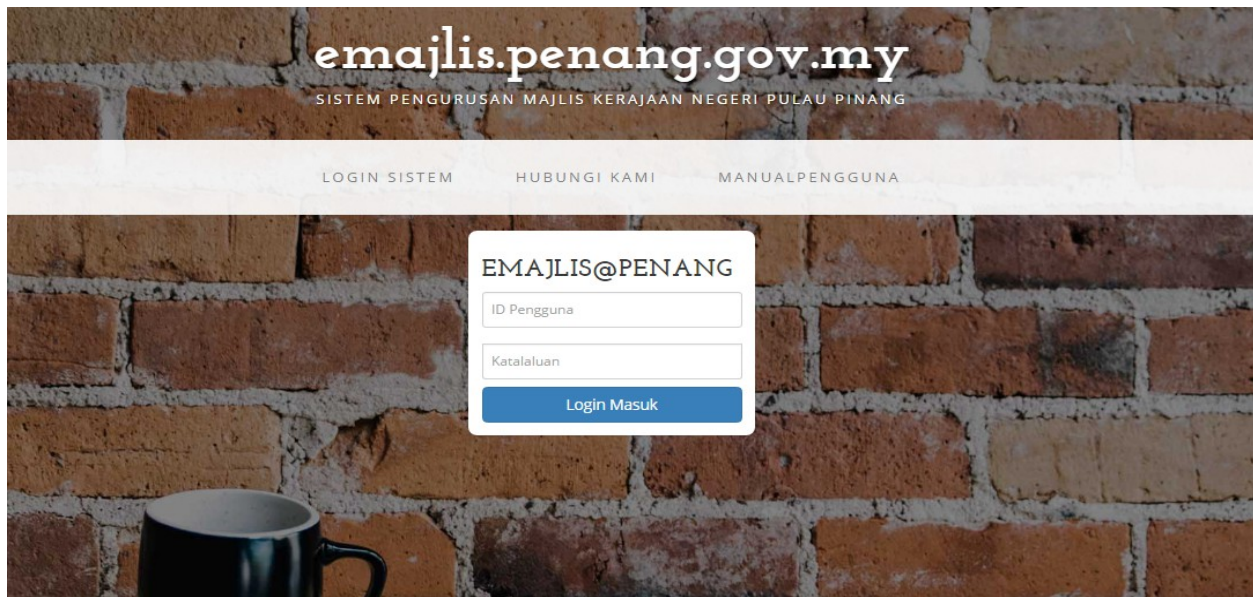 emajlis.penang.gov.my
SISTEM PENGURUSAN MAJLIS KERAJAAN NEGERI PULAU PINANG
LOGIN SISTEM HUBUNGI KAMI MANUALPENGGUNA
EMAJLIS@PENANG
ID Pengguna
Katalaluan
Login Masuk